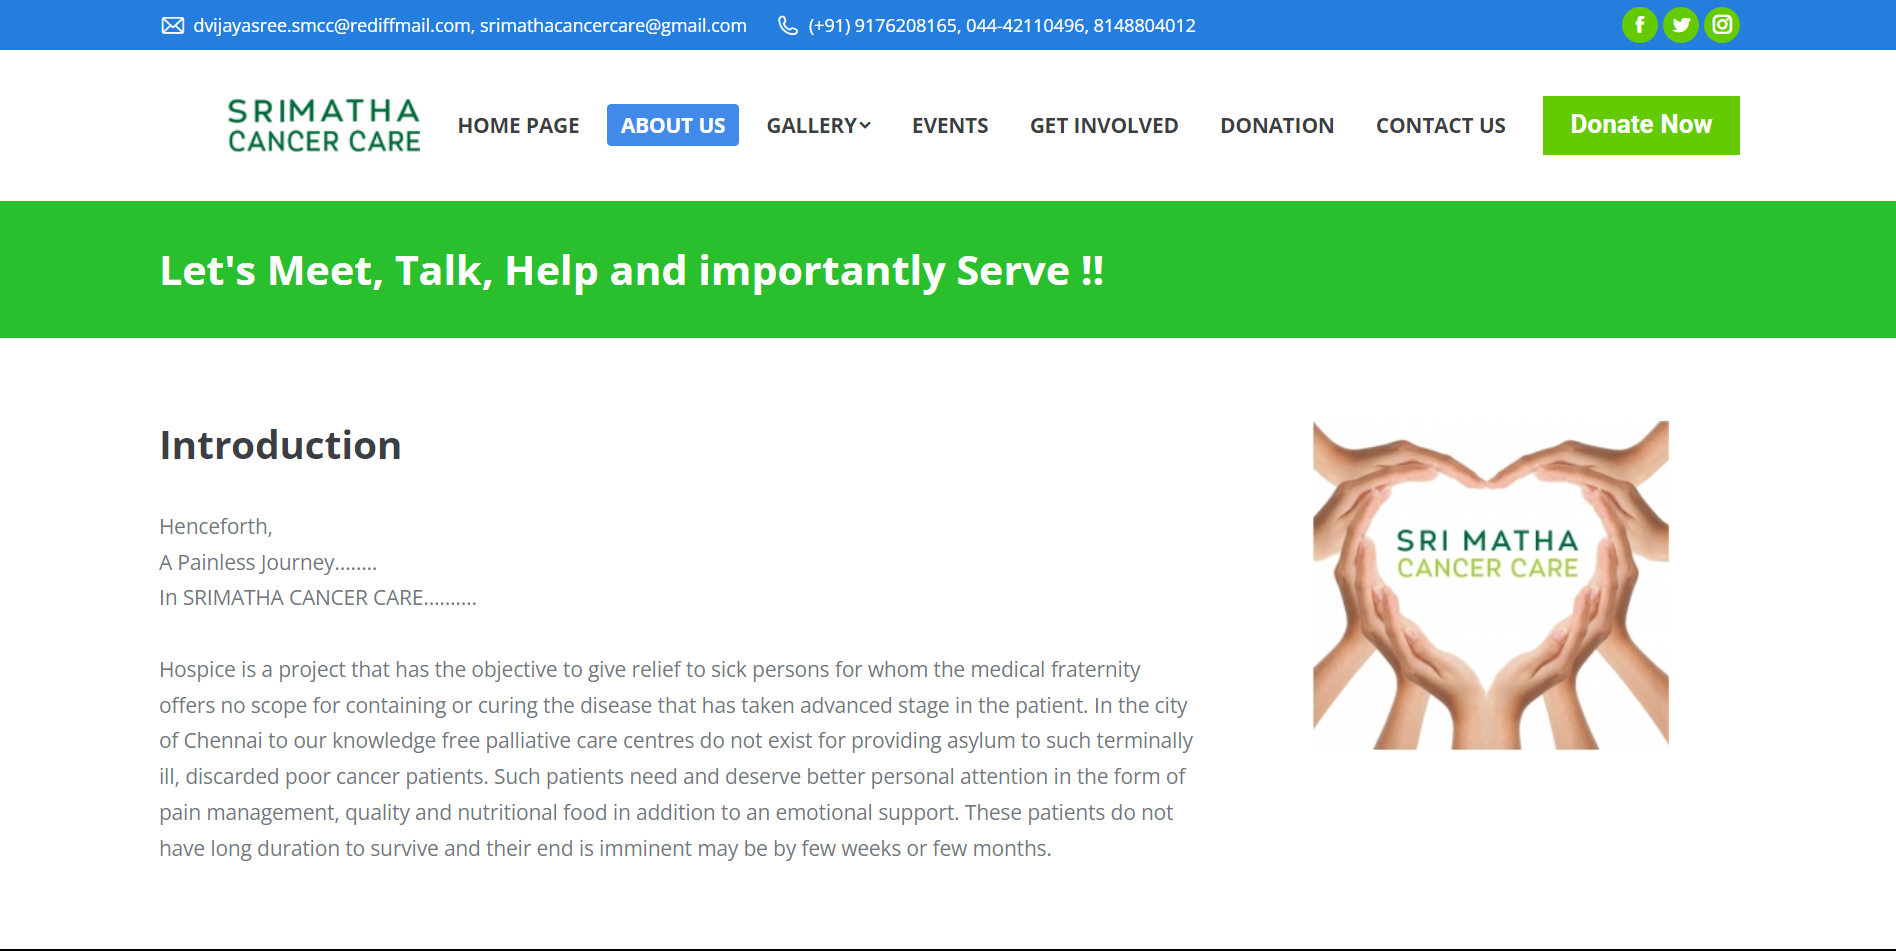 dvijayasree.smcc@rediffmail.com, srimathacancercare@gmail.com
(+91) 9176208165, 044-42110496, 8148804012
SRIMATHA
CANCER CARE
HOME PAGE
ABOUT US
GALLERY
EVENTS
GET INVOLVED
DONATION
CONTACT US
Donate Now
Let's Meet, Talk, Help and importantly Serve !!
Introduction
Henceforth,
A Painless Journey........
In SRIMATHA CANCER CARE..........
Hospice is a project that has the objective to give relief to sick persons for whom the medical fraternity
offers no scope for containing or curing the disease that has taken advanced stage in the patient. In the city
of Chennai to our knowledge free palliative care centres do not exist for providing asylum to such terminally
ill, discarded poor cancer patients. Such patients need and deserve better personal attention in the form of
pain management, quality and nutritional food in addition to an emotional support. These patients do not
have long duration to survive and their end is imminent may be by few weeks or few months.
SRI MATHA
CANCER CARE